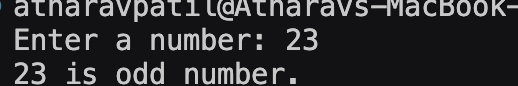 atharavpatil@Atharavs-MacBook-
Enter a number: 23
23 is odd number.